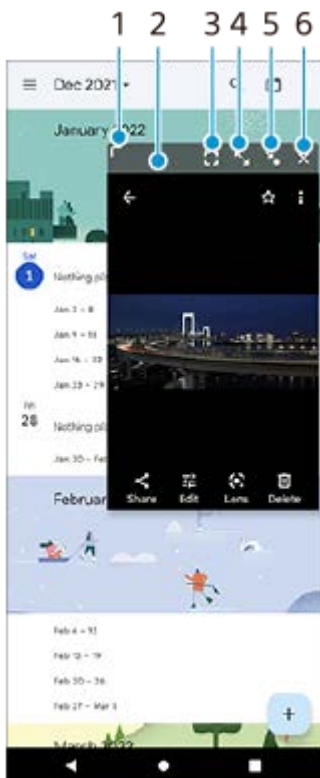 1 2 3 4 5 6
Dec 2021
January 2022
Sat
1
Nothing pl
Jan 2 – 8
Jan 9 – 15
Jan 16 – 22
Jan 23 – 29
Fri
28
Nothing pl
Jan 30 – Fe
Share Edit Lens Delete
Februar
Feb 6 – 12
Feb 13 – 19
Feb 20 – 26
Feb 27 – Mar 5
March 2022